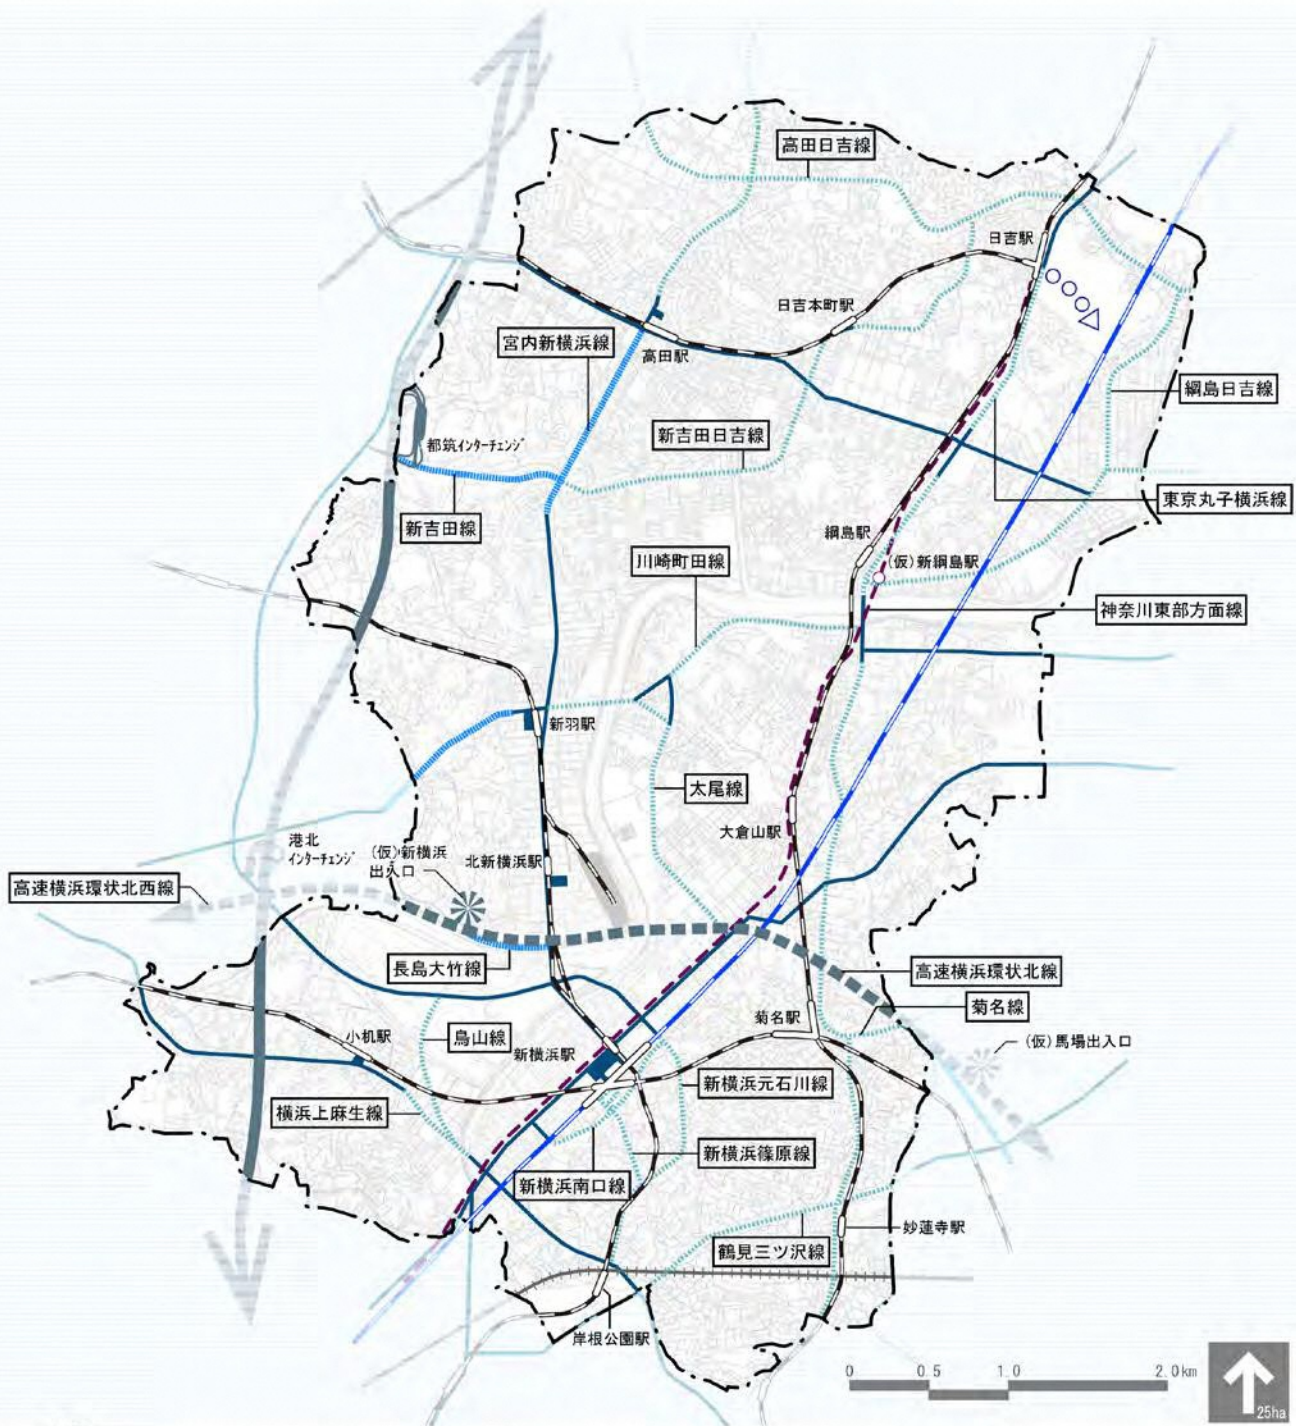 高田日吉線
日吉駅
日吉本町駅
宮内新横浜線
高田駅
綱島日吉線
新吉田日吉線
都筑インターチェンジ
東京丸子横浜線
新吉田線
綱島駅
川崎町田線
(仮)新綱島駅
神奈川東部方面線
新羽駅
太尾線
大倉山駅
港北
インターチェンジ
(仮)新横浜
出入口
北新横浜駅
高速横浜環状北西線
長島大竹線
高速横浜環状北線
菊名線
菊名駅
小机駅
鳥山線
新横浜駅
(仮)馬場出入口
新横浜元石川線
横浜上麻生線
新横浜篠原線
新横浜南口線
妙蓮寺駅
鶴見三ツ沢線
岸根公園駅
0 0.5 1.0 2.0km
25ha